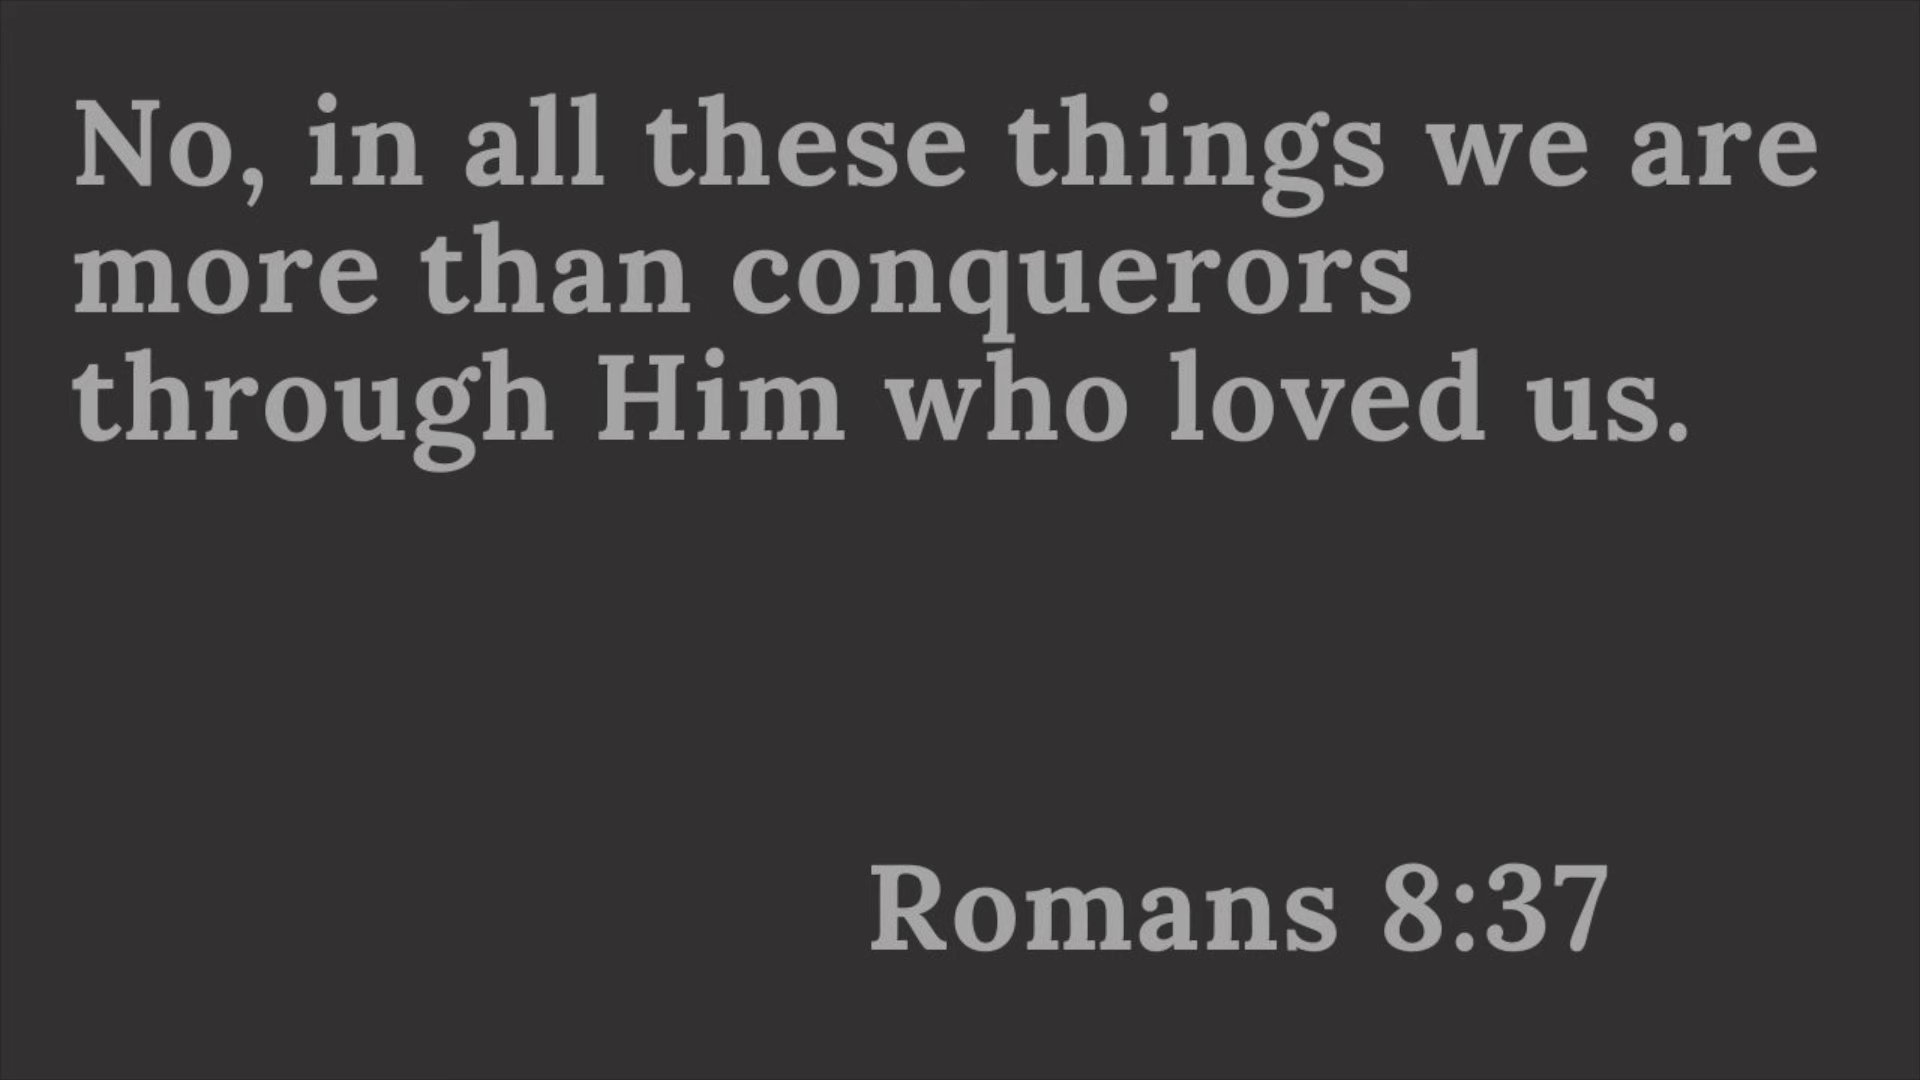 No, in all these things we are
more than conquerors
through Him who loved us.
Romans 8:37